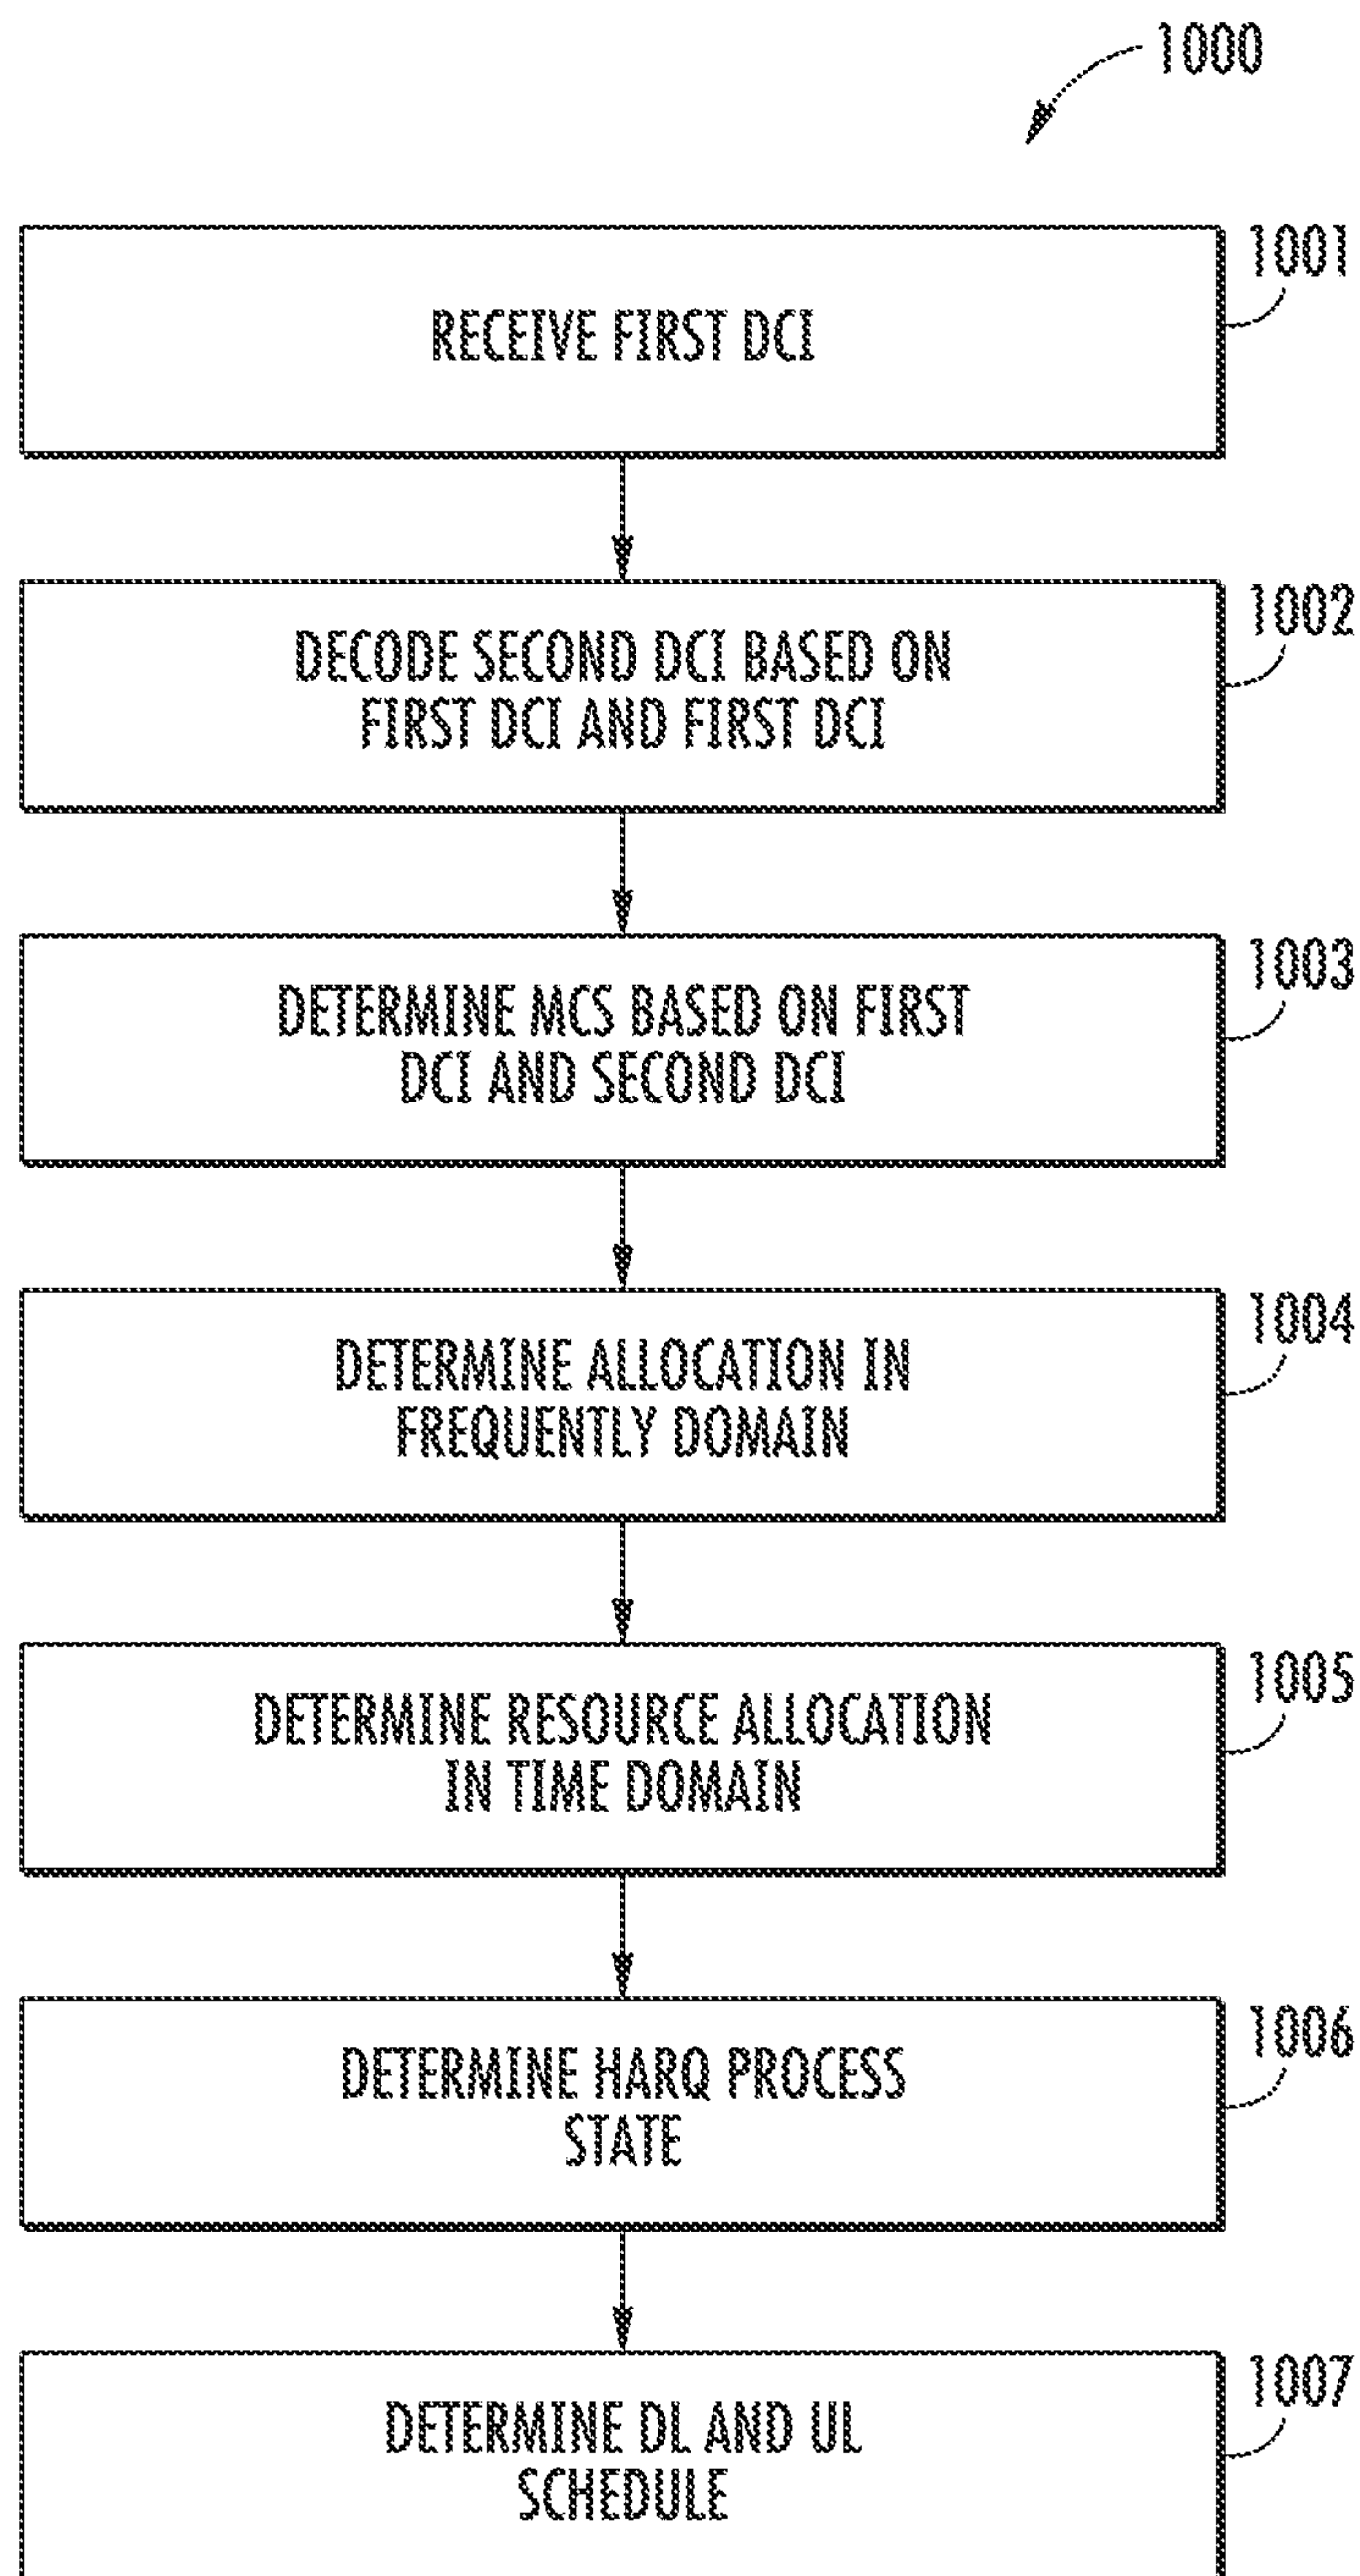 1000
1001
RECEIVE FIRST DCI
1002
DECODE SECOND DCI BASED ON
FIRST DCI AND FIRST DCI
1003
DETERMINE MCS BASED ON FIRST
DCI AND SECOND DCI
1004
DETERMINE ALLOCATION IN
FREQUENTLY DOMAIN
1005
DETERMINE RESOURCE ALLOCATION
IN TIME DOMAIN
1006
DETERMINE HARQ PROCESS
STATE
1007
DETERMINE DL AND UL
SCHEDULE